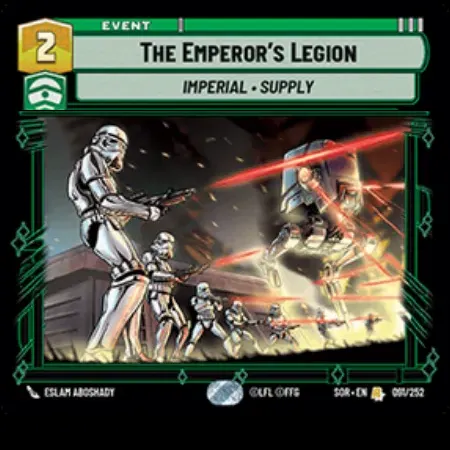 EVENT
2
THE EMPEROR'S LEGION
IMPERIAL • SUPPLY
ESLAM ABOSHADY
©LFL ©FFG
SOR • EN
091/252